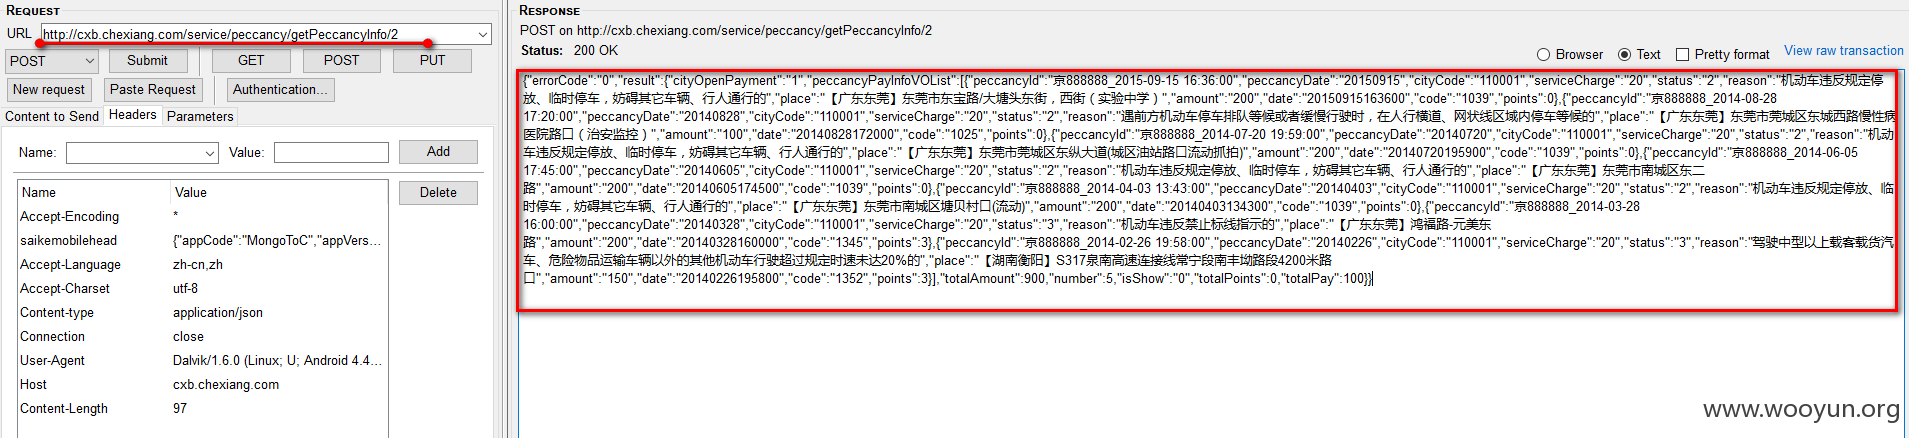 REQUEST
URL http://cxb.chexiang.com/service/peccancy/getPeccancyInfo/2
POST Submit GET POST PUT
New request Paste Request Authentication...
Content to Send Headers Parameters
Name: Value: Add
Name Value Delete
Accept-Encoding *
saikemobilehead {"appCode":"MongoToC","appVers...
Accept-Language zh-cn,zh
Accept-Charset utf-8
Content-type application/json
Connection close
User-Agent Dalvik/1.6.0 (Linux; U; Android 4.4...
Host cxb.chexiang.com
Content-Length 97
RESPONSE
POST on http://cxb.chexiang.com/service/peccancy/getPeccancyInfo/2
Status: 200 OK
Browser Text Pretty format View raw transaction
{"errorCode":"0","result":{"cityOpenPayment":"1","peccancyPayInfoVOList":[{"peccancyId":"京888888_2015-09-15 16:36:00","peccancyDate":"20150915","cityCode":"110001","serviceCharge":"20","status":"2","reason":"机动车违反规定停
放、临时停车，妨碍其它车辆、行人通行的","place":"【广东东莞】东莞市东宝路/大塘头东街，西街（实验中学）","amount":"200","date":"20150915163600","code":"1039","points":0},{"peccancyId":"京888888_2014-08-28
17:20:00","peccancyDate":"20140828","cityCode":"110001","serviceCharge":"20","status":"2","reason":"遇前方机动车停车排队等候或者缓慢行驶时，在人行横道、网状线区域内停车等候的","place":"【广东东莞】东莞市莞城区东城西路慢性病
医院路口（治安监控）","amount":"100","date":"20140828172000","code":"1025","points":0},{"peccancyId":"京888888_2014-07-20 19:59:00","peccancyDate":"20140720","cityCode":"110001","serviceCharge":"20","status":"2","reason":"机动
车违反规定停放、临时停车，妨碍其它车辆、行人通行的","place":"【广东东莞】东莞市莞城区东纵大道(城区油站路口流动抓拍)","amount":"200","date":"20140720195900","code":"1039","points":0},{"peccancyId":"京888888_2014-06-05
17:45:00","peccancyDate":"20140605","cityCode":"110001","serviceCharge":"20","status":"2","reason":"机动车违反规定停放、临时停车，妨碍其它车辆、行人通行的","place":"【广东东莞】东莞市南城区东二
路","amount":"200","date":"20140605174500","code":"1039","points":0},{"peccancyId":"京888888_2014-04-03 13:43:00","peccancyDate":"20140403","cityCode":"110001","serviceCharge":"20","status":"2","reason":"机动车违反规定停放、临
时停车，妨碍其它车辆、行人通行的","place":"【广东东莞】东莞市南城区塘贝村口(流动)","amount":"200","date":"20140403134300","code":"1039","points":0},{"peccancyId":"京888888_2014-03-28
16:00:00","peccancyDate":"20140328","cityCode":"110001","serviceCharge":"20","status":"3","reason":"机动车违反禁止标线指示的","place":"【广东东莞】鸿福路-元美东
路","amount":"200","date":"20140328160000","code":"1345","points":3},{"peccancyId":"京888888_2014-02-26 19:58:00","peccancyDate":"20140226","cityCode":"110001","serviceCharge":"20","status":"3","reason":"驾驶中型以上载客载货汽
车、危险物品运输车辆以外的其他机动车行驶超过规定时速未达20%的","place":"【湖南衡阳】S317泉南高速连接线常宁段南丰坳路段4200米路
口","amount":"150","date":"20140226195800","code":"1352","points":3}],"totalAmount":900,"number":5,"isShow":"0","totalPoints":0,"totalPay":100}}
www.wooyun.org